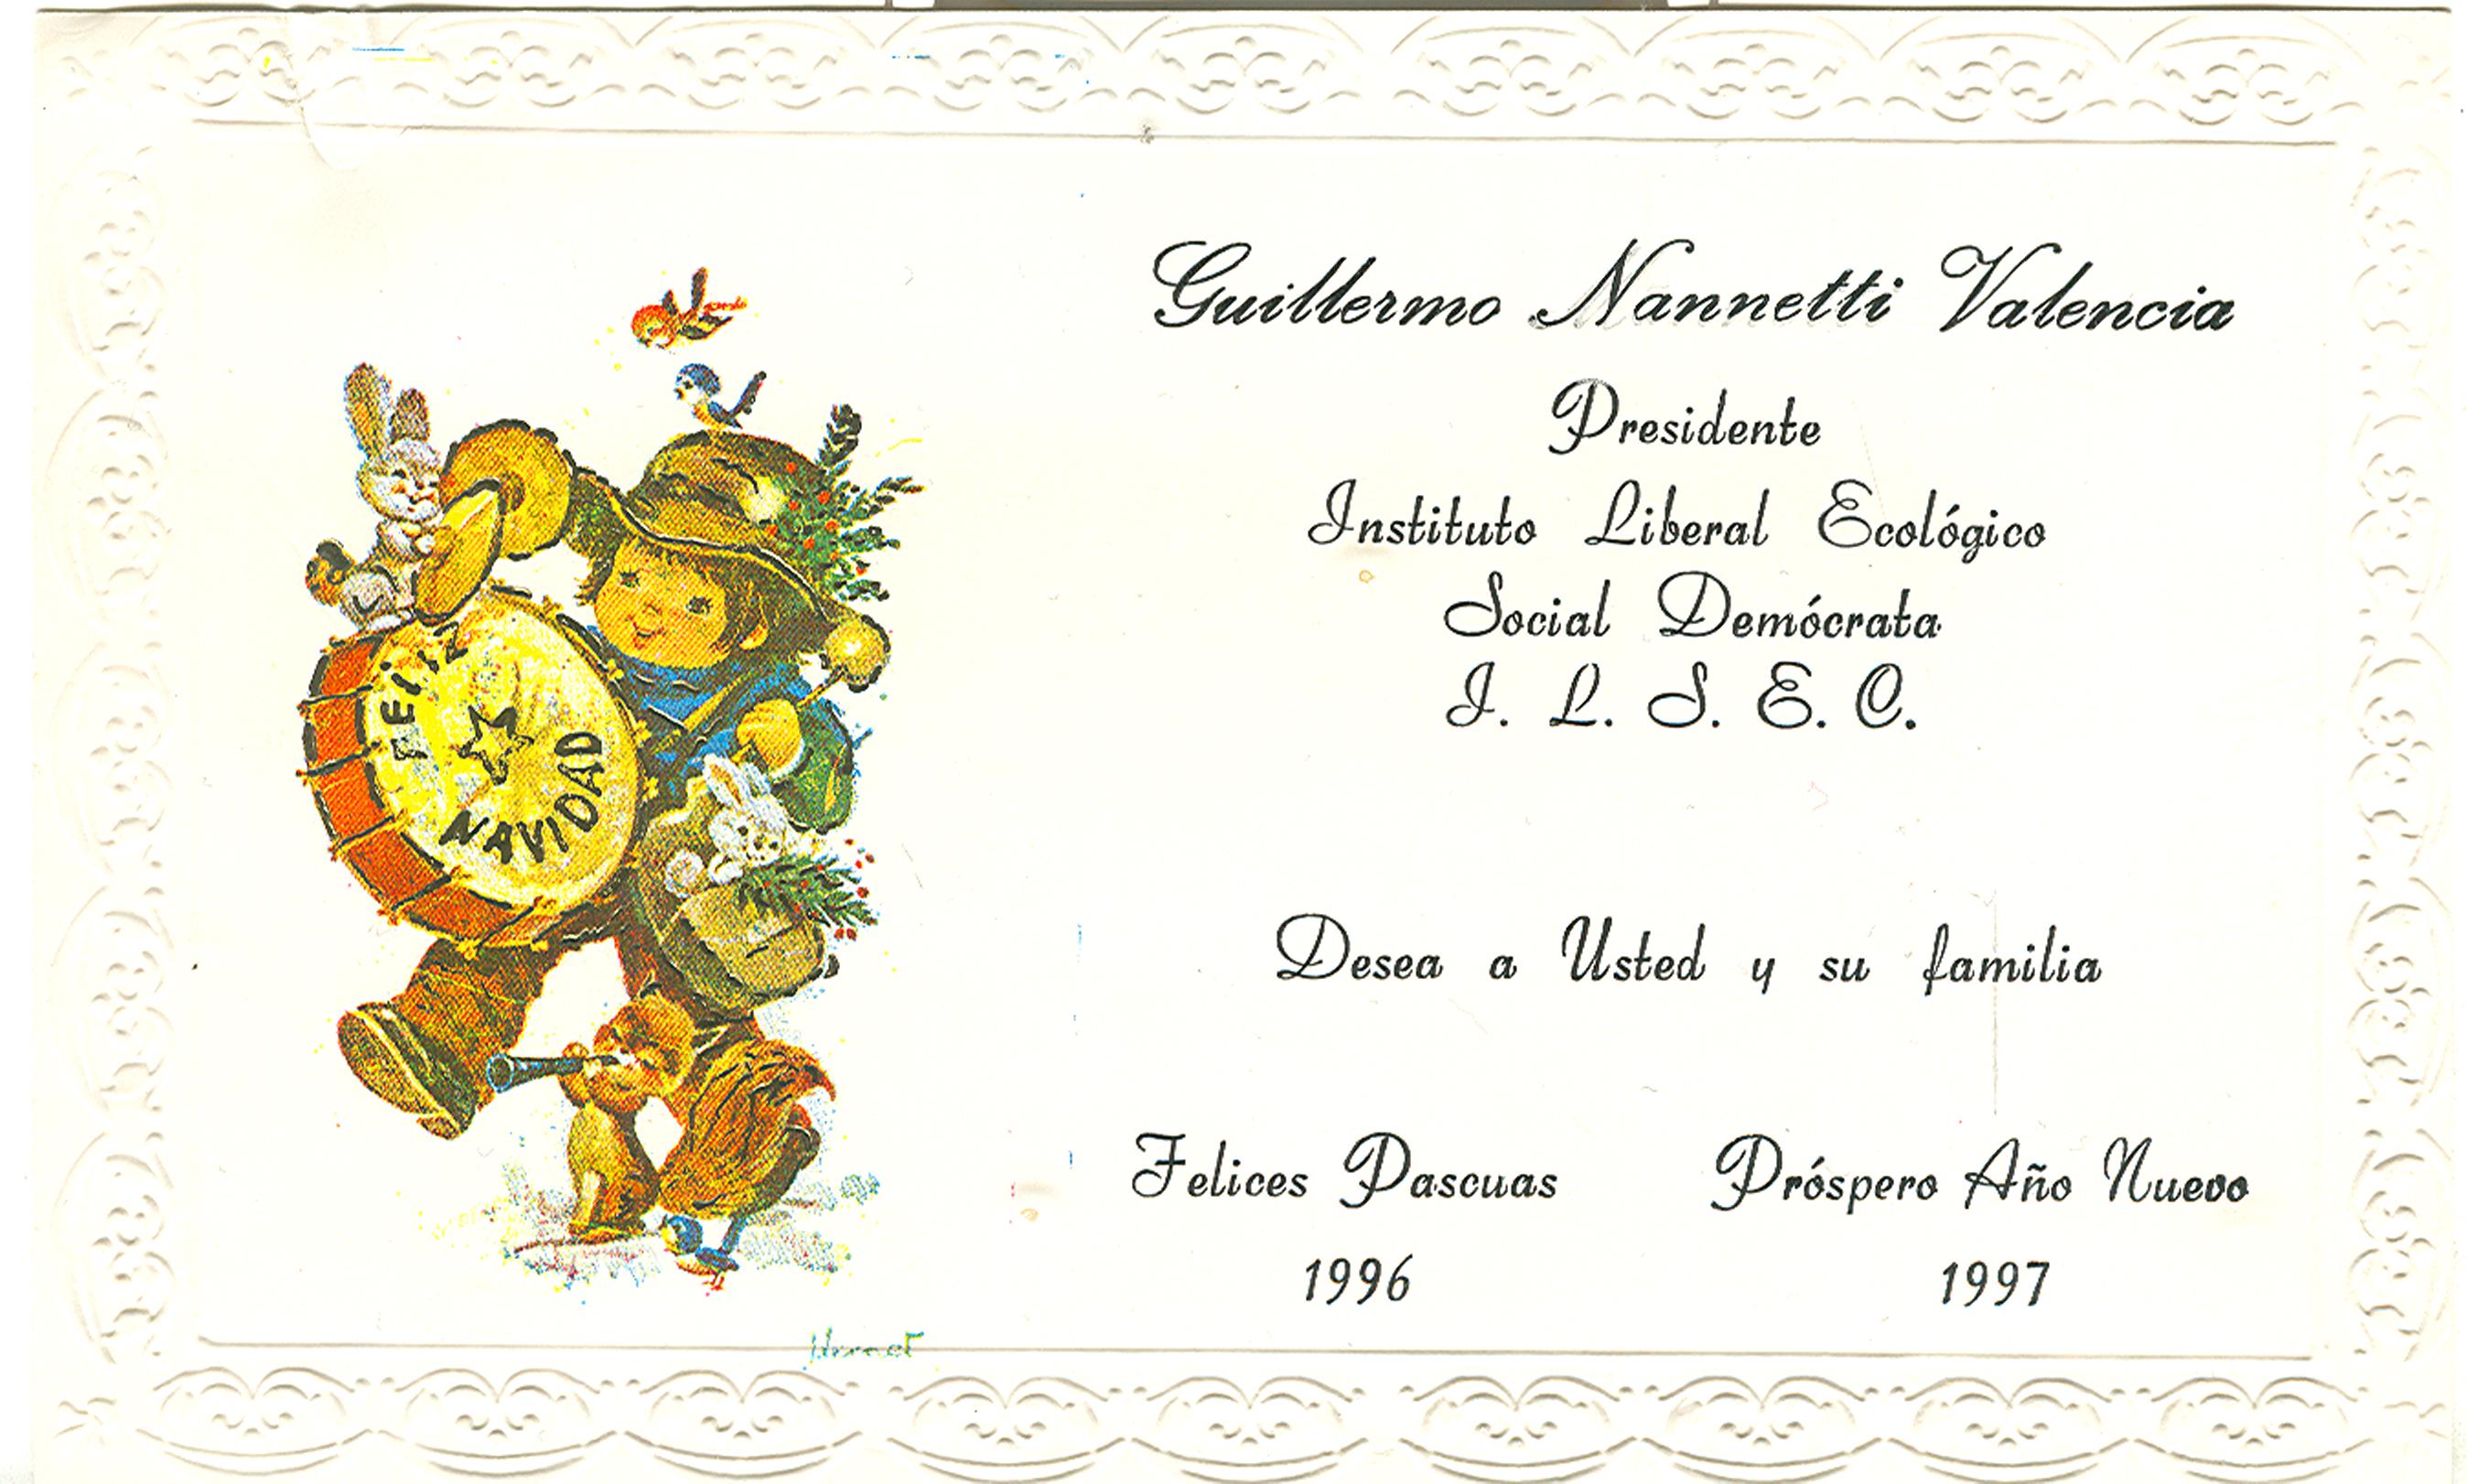 Guillermo Nannetti Valencia
Presidente
Instituto Liberal Ecológico
Social Demócrata
I. L. S. E. C.
FELIZ
NAVIDAD
Desea a Usted y su familia
Felices Pascuas Próspero Año Nuevo
1996 1997